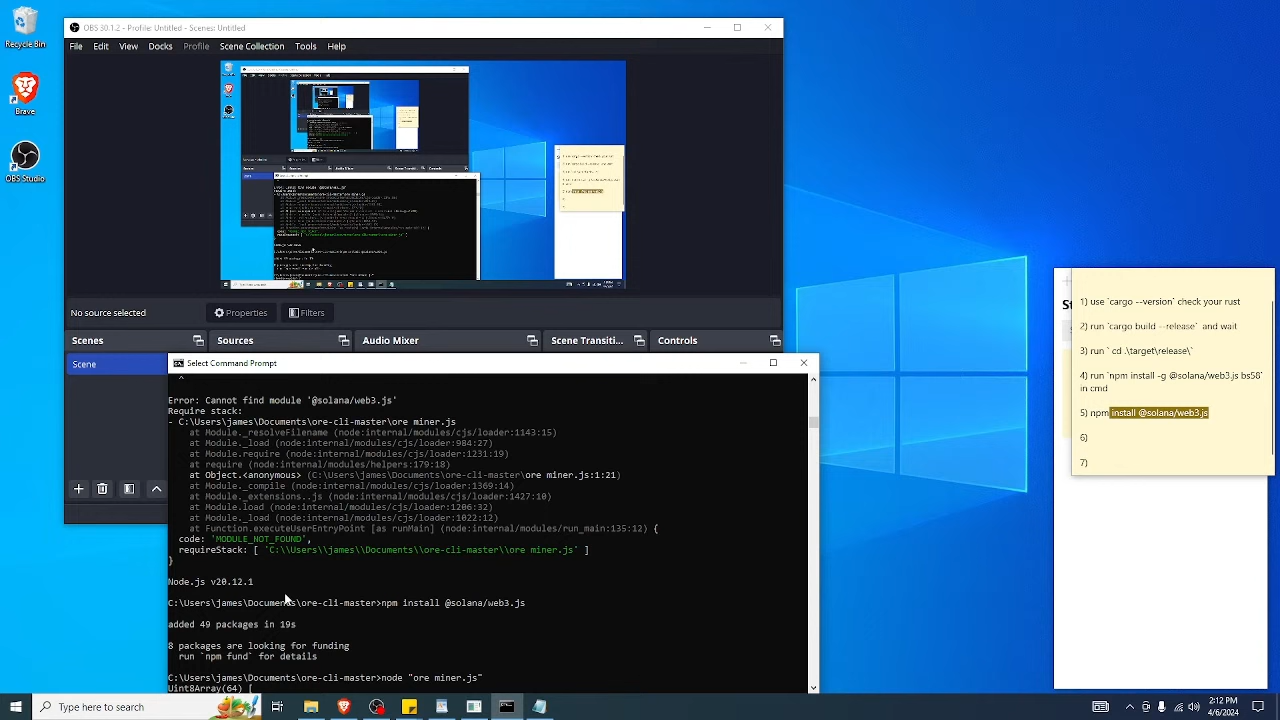 Recycle Bin
Brave
OBS Studio
OBS 30.1.2 - Profile: Untitled - Scenes: Untitled
File Edit View Docks Profile Scene Collection Tools Help
No source selected
Properties
Filters
Scenes
Sources
Audio Mixer
Scene Transiti...
Controls
Scene
Select Command Prompt
^
Error: Cannot find module '@solana/web3.js'
Require stack:
- C:\Users\james\Documents\ore-cli-master\ore miner.js
at Module._resolveFilename (node:internal/modules/cjs/loader:1143:15)
at Module._load (node:internal/modules/cjs/loader:984:27)
at Module.require (node:internal/modules/cjs/loader:1231:19)
at require (node:internal/modules/helpers:179:18)
at Object.<anonymous> (C:\Users\james\Documents\ore-cli-master\ore miner.js:1:21)
at Module._compile (node:internal/modules/cjs/loader:1369:14)
at Module._extensions..js (node:internal/modules/cjs/loader:1427:10)
at Module.load (node:internal/modules/cjs/loader:1206:32)
at Module._load (node:internal/modules/cjs/loader:1022:12)
at Function.executeUserEntryPoint [as runMain] (node:internal/modules/run_main:135:12) {
code: 'MODULE_NOT_FOUND',
requireStack: [ 'C:\\Users\\james\\Documents\\ore-cli-master\\ore miner.js' ]
}
Node.js v20.12.1
C:\Users\james\Documents\ore-cli-master>npm install @solana/web3.js
added 49 packages in 19s
8 packages are looking for funding
run `npm fund` for details
C:\Users\james\Documents\ore-cli-master>node "ore miner.js"
Uint8Array(64) [
1) use `cargo --version` check your rust
2) run `cargo build --release` and wait
3) run `cd .\target\release\`
4) run `npm install -g @solana/web3.js bs58`
in cmd
5) npm install @solana/web3.js
6)
7)
Type here to search
2:12 PM
4/6/2024